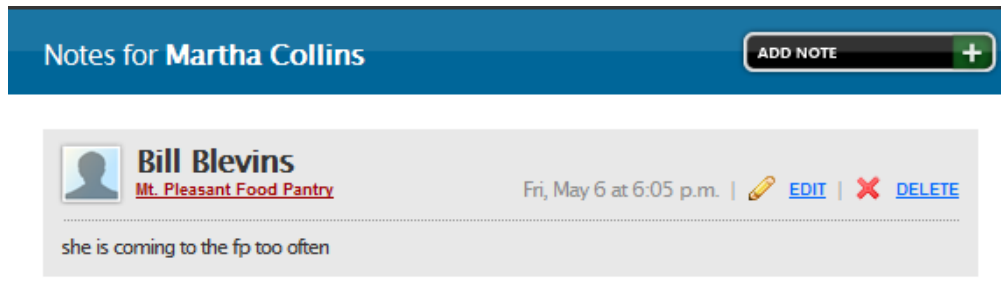 Notes for Martha Collins
ADD NOTE +
Bill Blevins
Mt. Pleasant Food Pantry
Fri, May 6 at 6:05 p.m. | EDIT | DELETE
she is coming to the fp too often